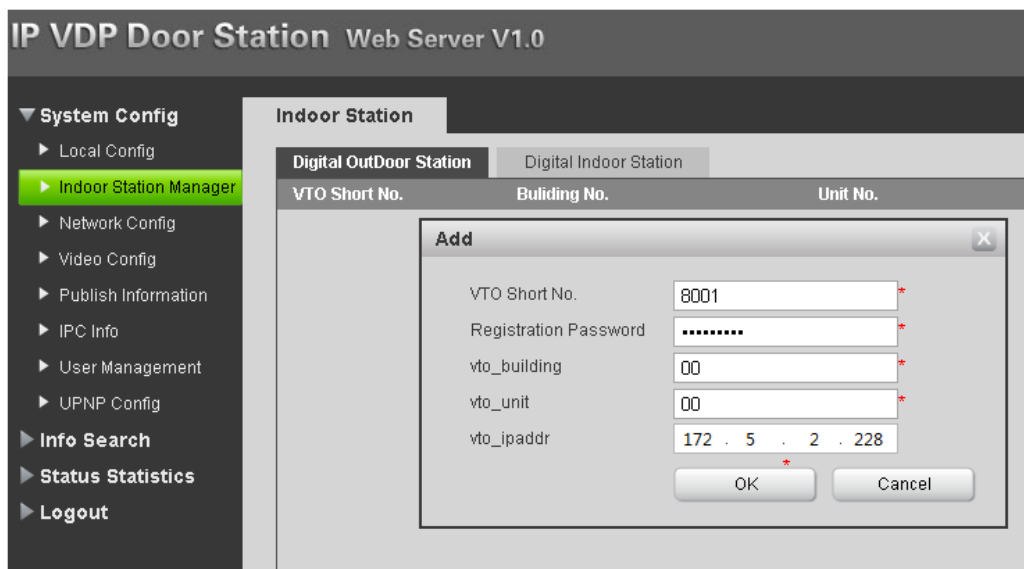 IP VDP Door Station Web Server V1.0
System Config
Local Config
Indoor Station Manager
Network Config
Video Config
Publish Information
IPC Info
User Management
UPNP Config
Info Search
Status Statistics
Logout
Indoor Station
Digital OutDoor Station Digital Indoor Station
VTO Short No. Buliding No. Unit No.
Add X
VTO Short No. 8001 *
Registration Password ••••••••• *
vto_building 00 *
vto_unit 00 *
vto_ipaddr 172 . 5 . 2 . 228
*
OK Cancel